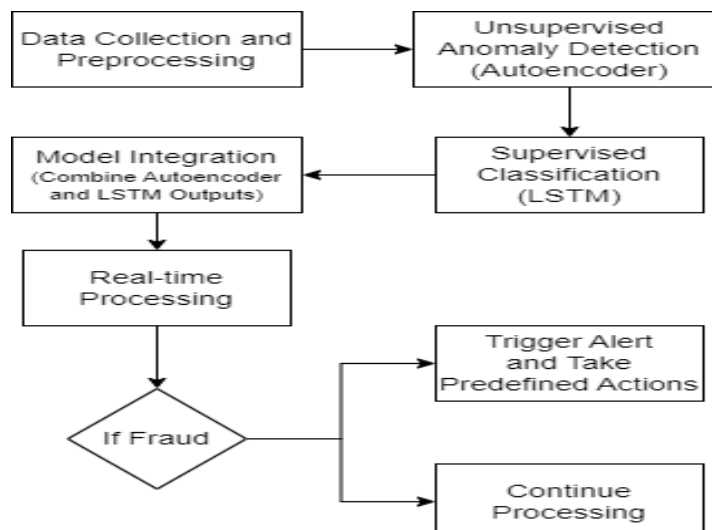 Data Collection and
Preprocessing
Unsupervised
Anomaly Detection
(Autoencoder)
Supervised
Classification
(LSTM)
Model Integration
(Combine Autoencoder
and LSTM Outputs)
Real-time
Processing
If Fraud
Trigger Alert
and Take
Predefined Actions
Continue
Processing